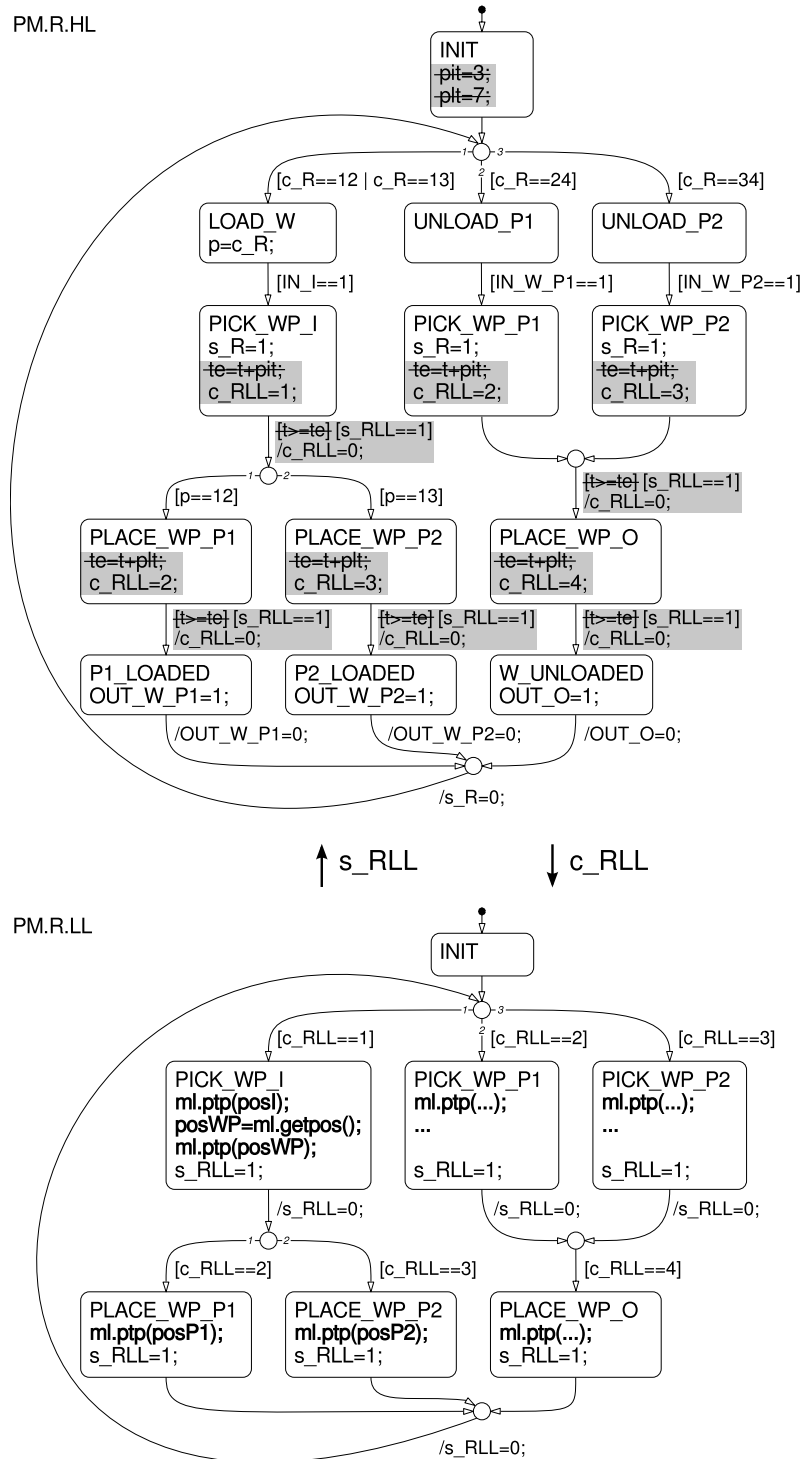 PM.R.HL
INIT
pit=3;
plt=7;
1 3
2
[c_R==12 | c_R==13] [c_R==24] [c_R==34]
LOAD_W UNLOAD_P1 UNLOAD_P2
p=c_R;
[IN_I==1] [IN_W_P1==1] [IN_W_P2==1]
PICK_WP_I PICK_WP_P1 PICK_WP_P2
s_R=1; s_R=1; s_R=1;
te=t+pit; te=t+pit; te=t+pit;
c_RLL=1; c_RLL=2; c_RLL=3;
[t>=te] [s_RLL==1]
/c_RLL=0;
1 2
[t>=te] [s_RLL==1]
/c_RLL=0;
[p==12] [p==13]
PLACE_WP_P1 PLACE_WP_P2 PLACE_WP_O
te=t+plt; te=t+plt; te=t+plt;
c_RLL=2; c_RLL=3; c_RLL=4;
[t>=te] [s_RLL==1] [t>=te] [s_RLL==1] [t>=te] [s_RLL==1]
/c_RLL=0; /c_RLL=0; /c_RLL=0;
P1_LOADED P2_LOADED W_UNLOADED
OUT_W_P1=1; OUT_W_P2=1; OUT_O=1;
/OUT_W_P1=0; /OUT_W_P2=0; /OUT_O=0;
/s_R=0;
s_RLL c_RLL
PM.R.LL
INIT
1 3
2
[c_RLL==1] [c_RLL==2] [c_RLL==3]
PICK_WP_I PICK_WP_P1 PICK_WP_P2
ml.ptp(posI); ml.ptp(...); ml.ptp(...);
posWP=ml.getpos(); ... ...
ml.ptp(posWP);
s_RLL=1; s_RLL=1; s_RLL=1;
/s_RLL=0; /s_RLL=0; /s_RLL=0;
1 2
[c_RLL==2] [c_RLL==3] [c_RLL==4]
PLACE_WP_P1 PLACE_WP_P2 PLACE_WP_O
ml.ptp(posP1); ml.ptp(posP2); ml.ptp(...);
s_RLL=1; s_RLL=1; s_RLL=1;
/s_RLL=0;